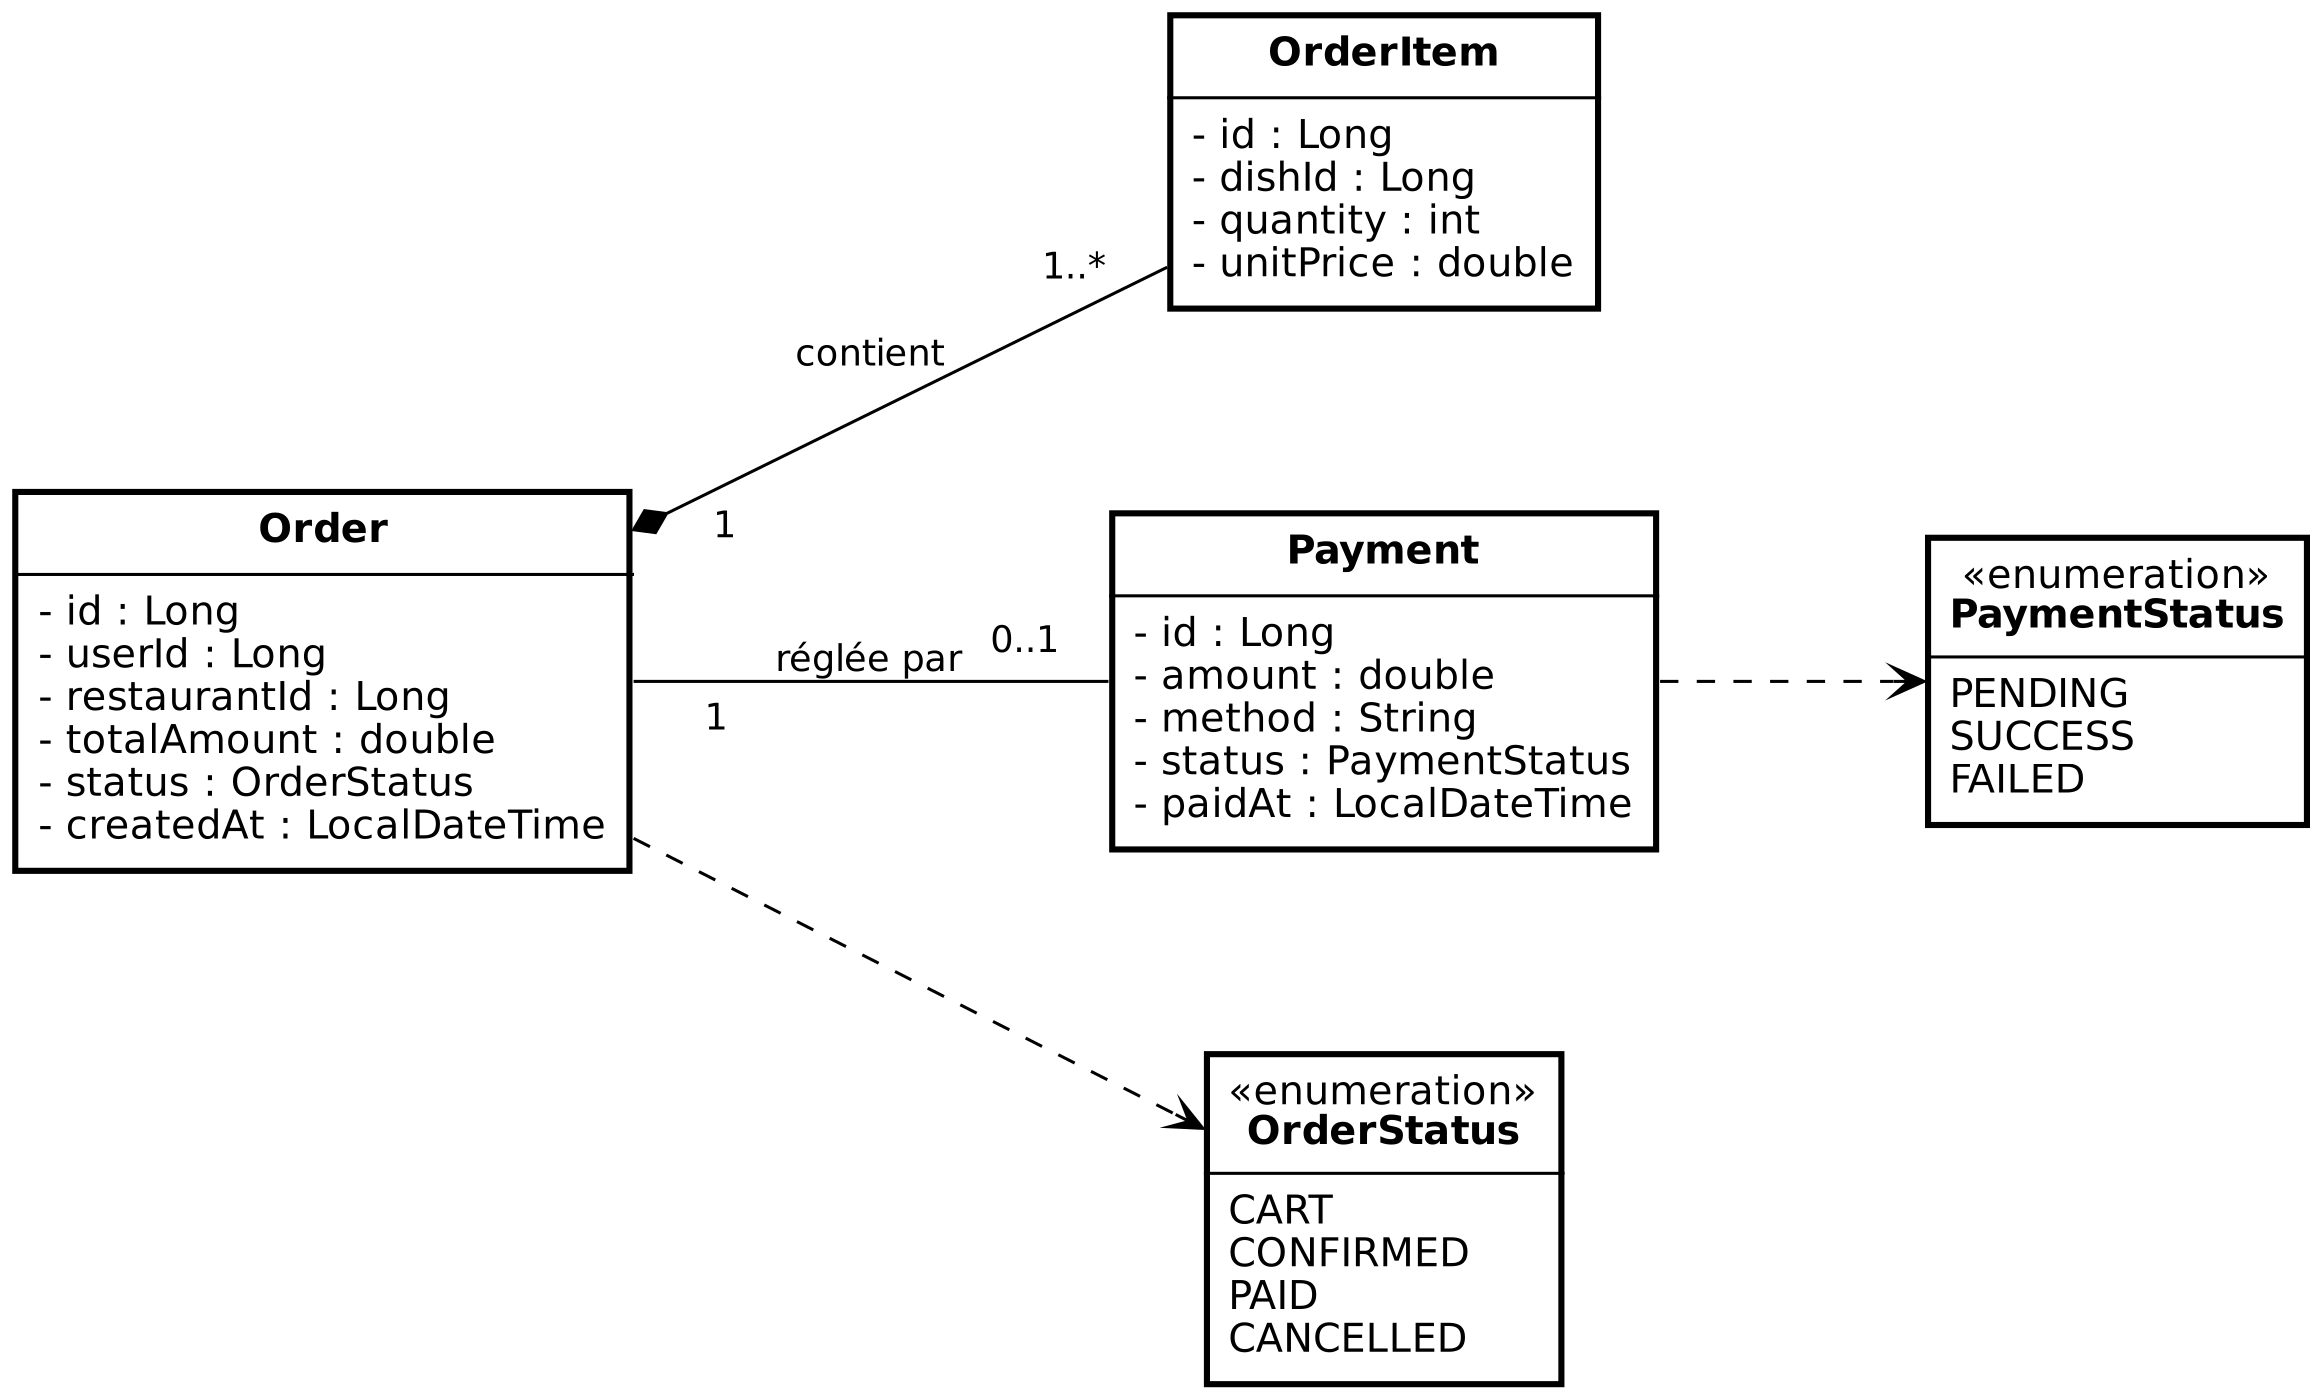 OrderItem
- id : Long
- dishId : Long
- quantity : int
- unitPrice : double
1..*
contient
1
Order
- id : Long
- userId : Long
- restaurantId : Long
- totalAmount : double
- status : OrderStatus
- createdAt : LocalDateTime
réglée par
0..1
1
Payment
- id : Long
- amount : double
- method : String
- status : PaymentStatus
- paidAt : LocalDateTime
«enumeration»
PaymentStatus
PENDING
SUCCESS
FAILED
«enumeration»
OrderStatus
CART
CONFIRMED
PAID
CANCELLED